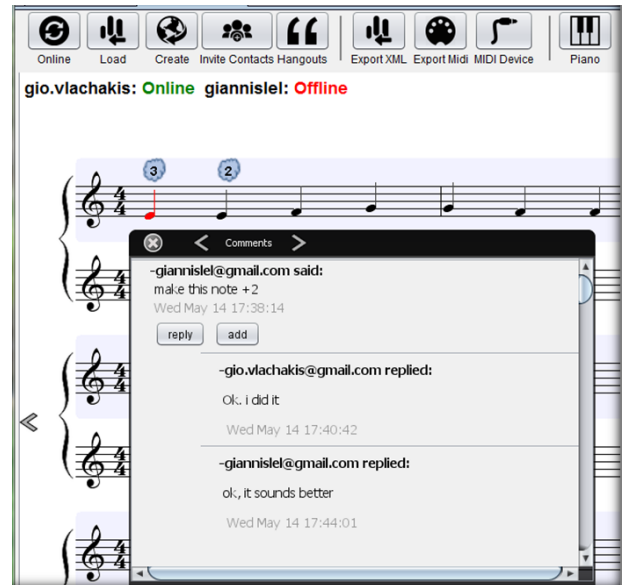 Online Load Create Invite Contacts Hangouts Export XML Export Midi MIDI Device Piano
gio.vlachakis: Online giannislel: Offline
3 2
Comments
-giannislel@gmail.com said:
make this note +2
Wed May 14 17:38:14
reply add
-gio.vlachakis@gmail.com replied:
Ok. i did it
Wed May 14 17:40:42
-giannislel@gmail.com replied:
ok, it sounds better
Wed May 14 17:44:01